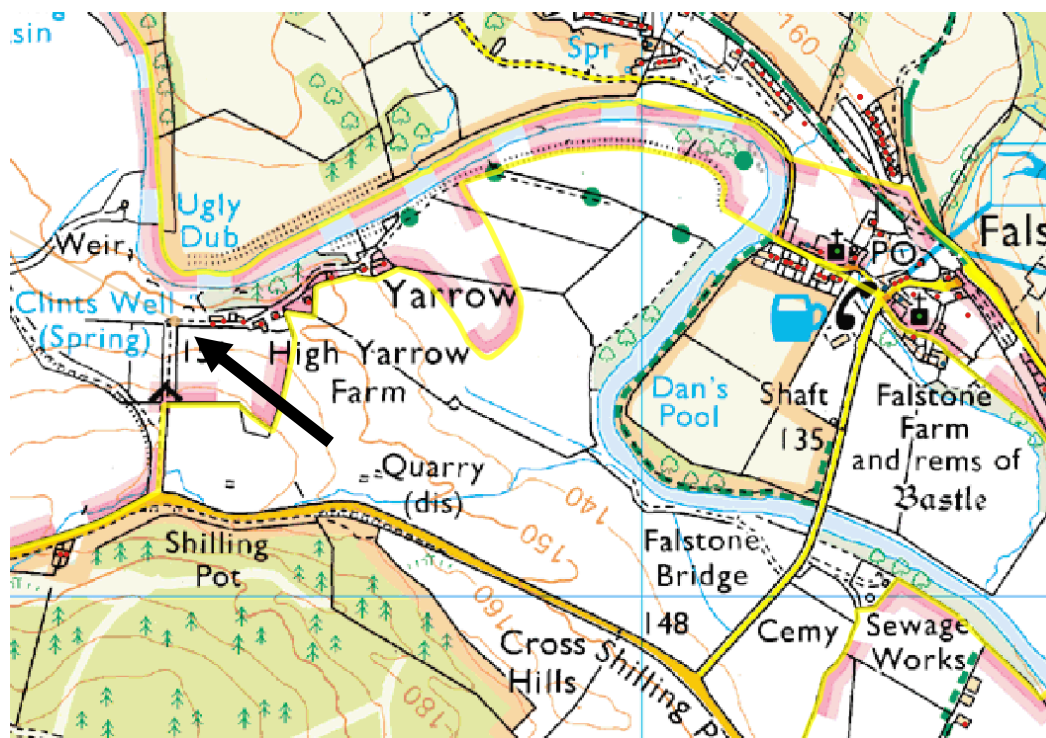 sin
Spr
160
Ugly
Dub
Weir
Clints Well
(Spring)
Yarrow
High Yarrow
Farm
PO
Fals
Dan's
Pool
Shaft
135
Falstone
Farm
and rems of
Bastle
Quarry
(dis)
140
150
160
Shilling
Pot
Falstone
Bridge
148
Cemy
Sewage
Works
Cross
Hills
Shilling P
180